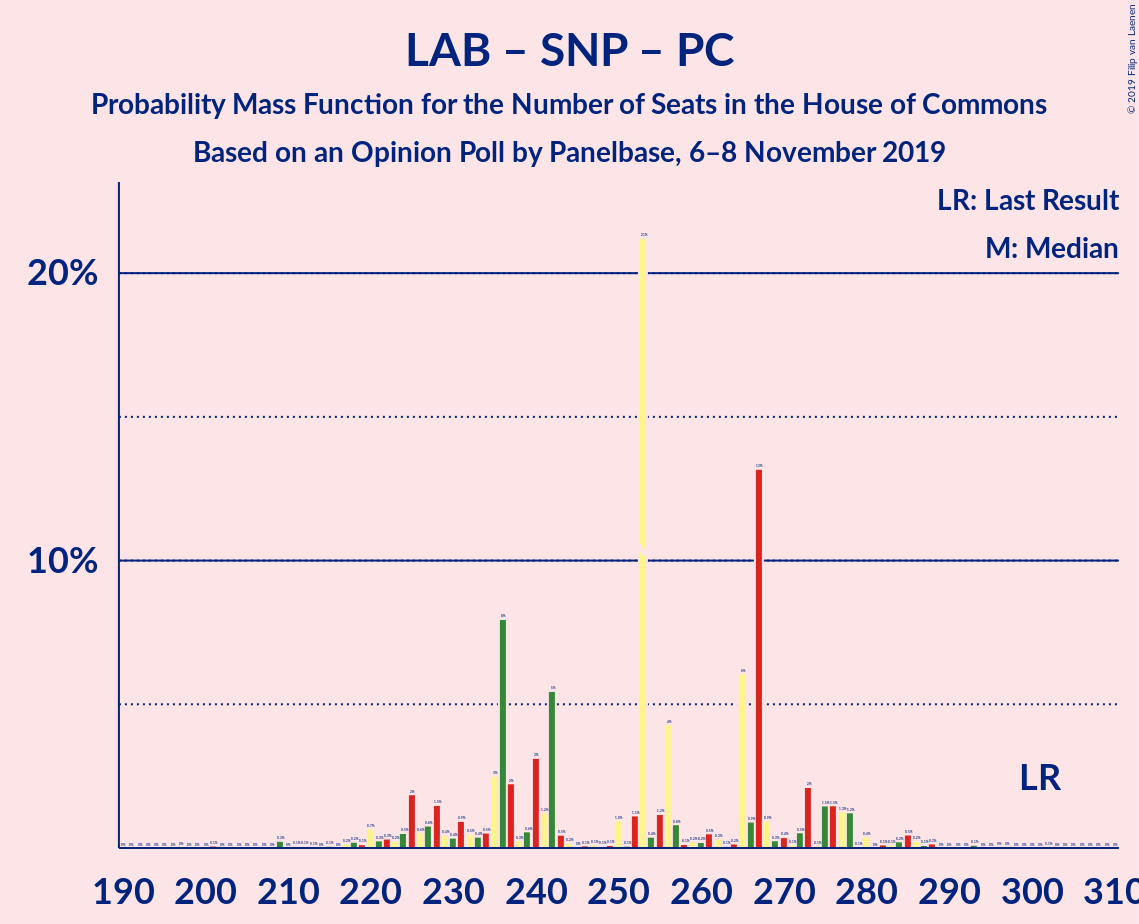 LAB – SNP – PC
Probability Mass Function for the Number of Seats in the House of Commons
Based on an Opinion Poll by Panelbase, 6–8 November 2019
© 2019 Filip van Laenen
LR: Last Result
M: Median
20%
10%
LR
190 200 210 220 230 240 250 260 270 280 290 300 310